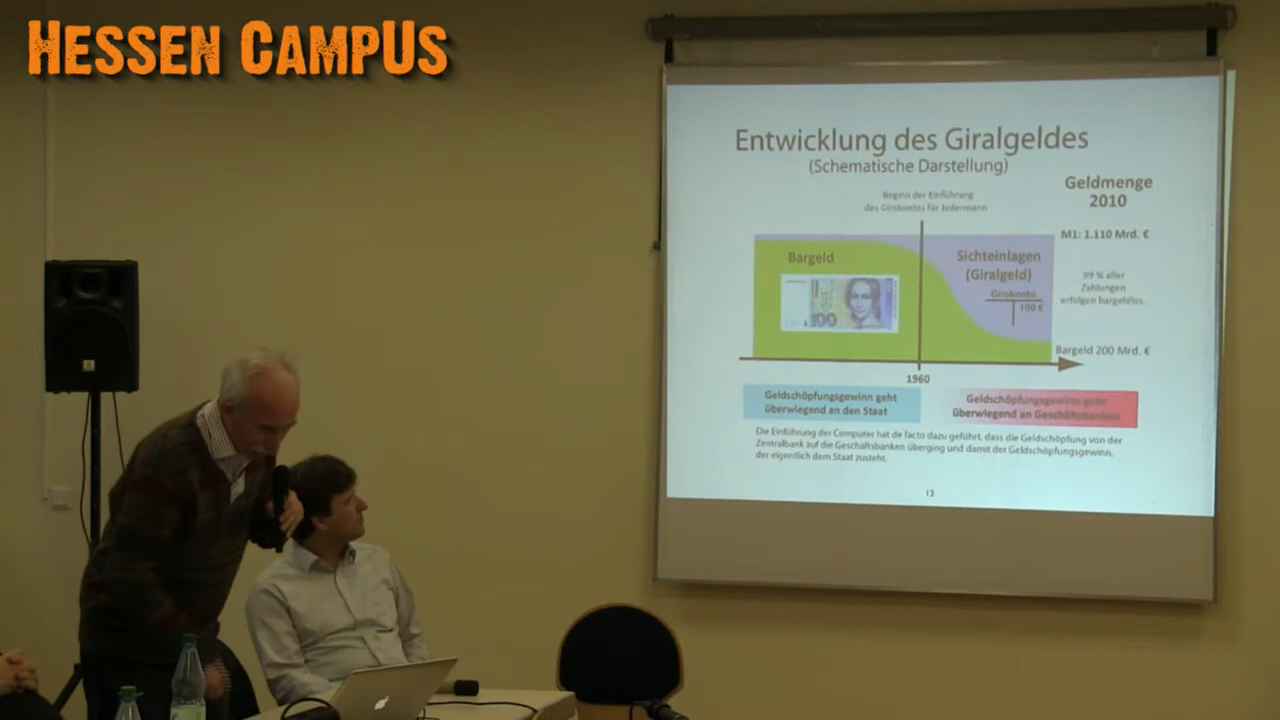 HESSEN CAMPUS
Entwicklung des Giralgeldes
(Schematische Darstellung)
Geldmenge
2010
Beginn der Einführung
des Girokontos für Jedermann
M1: 1.110 Mrd. €
Bargeld
Sichteinlagen
(Giralgeld)
Girokonto
100 €
100
99 % aller
Zahlungen
erfolgen bargeldlos.
Bargeld 200 Mrd. €
1960
Geldschöpfungsgewinn geht
überwiegend an den Staat
Geldschöpfungsgewinn geht
überwiegend an Geschäftsbanken
Die Einführung der Computer hat de facto dazu geführt, dass die Geldschöpfung von der
Zentralbank auf die Geschäftsbanken überging und damit der Geldschöpfungsgewinn,
der eigentlich dem Staat zusteht.
13